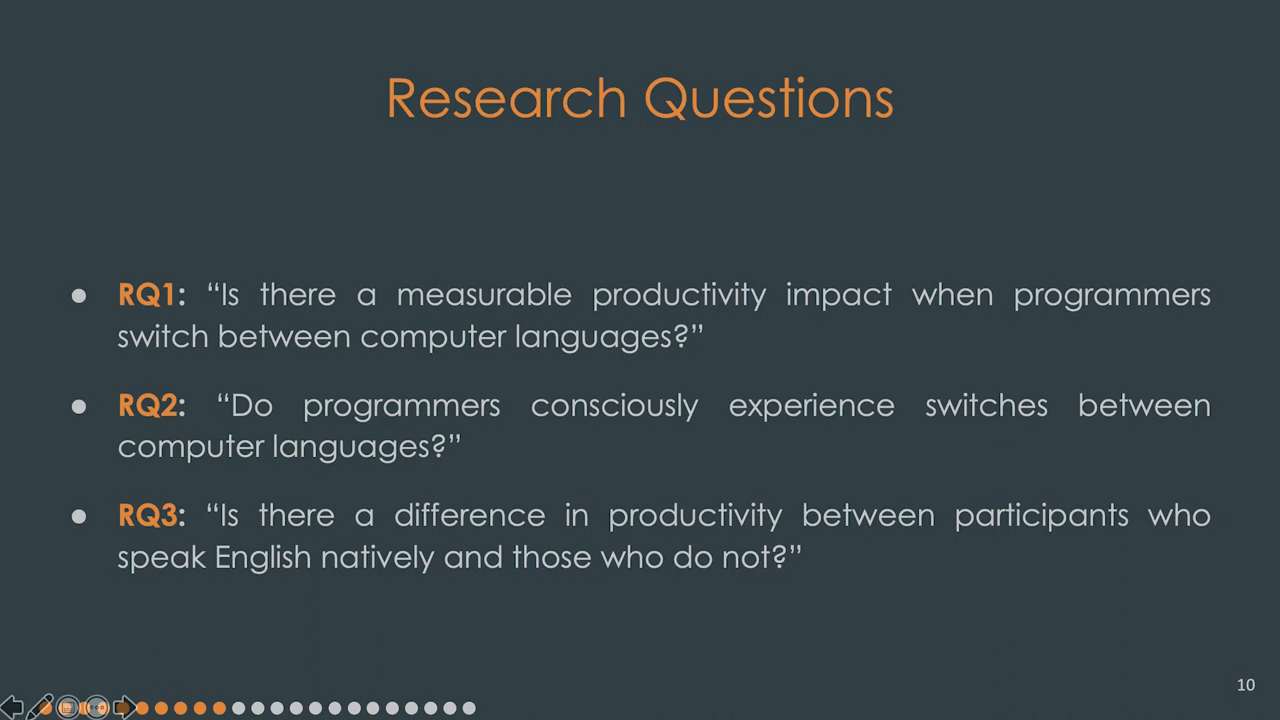 Research Questions
● RQ1: “Is there a measurable productivity impact when programmers
switch between computer languages?”
● RQ2: “Do programmers consciously experience switches between
computer languages?”
● RQ3: “Is there a difference in productivity between participants who
speak English natively and those who do not?”
10